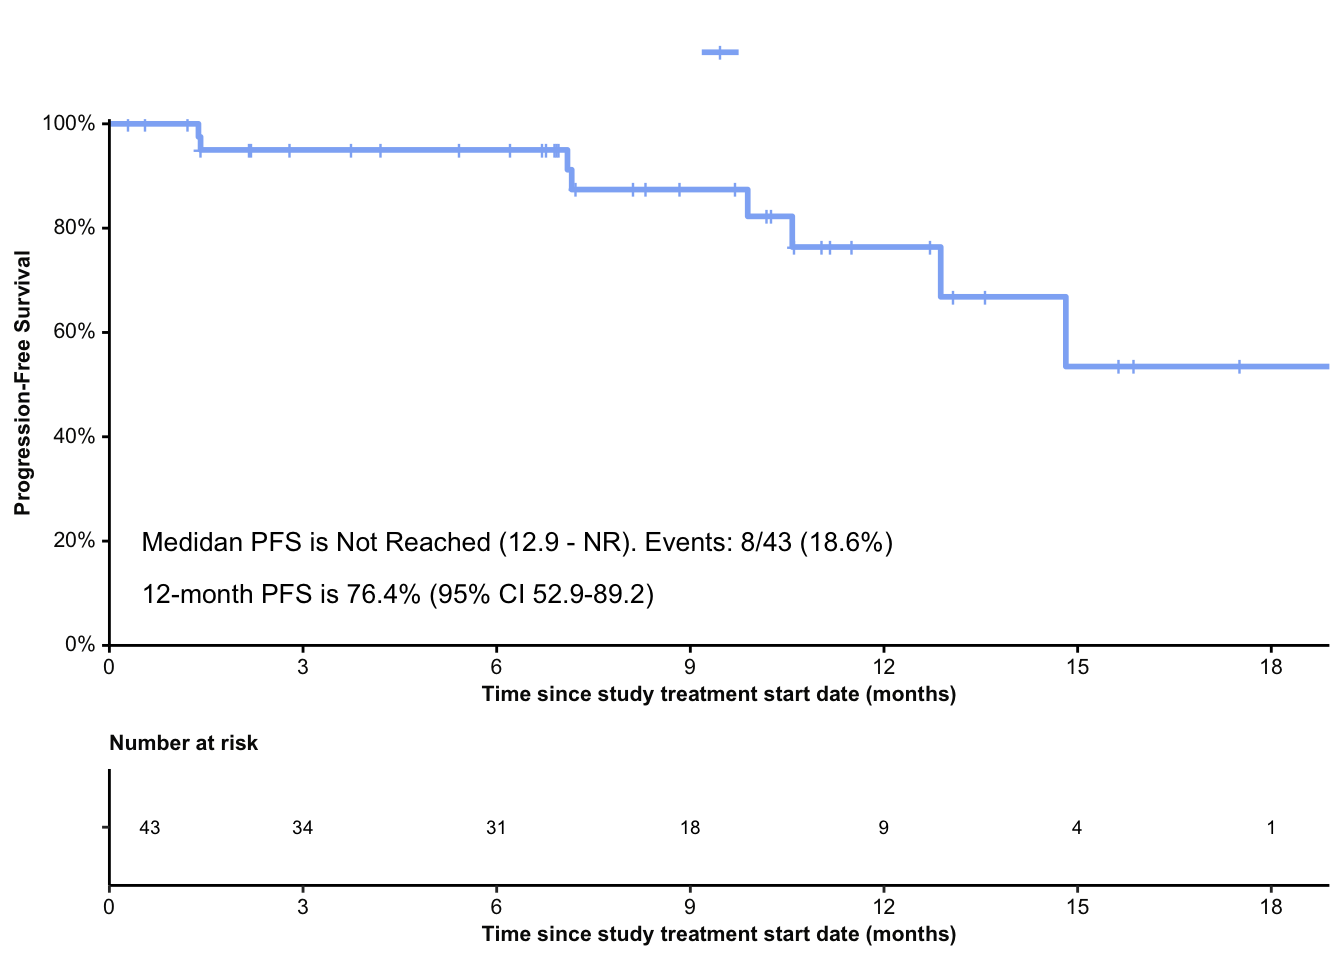 100%
80%
60%
40%
20%
0%
Progression-Free Survival
Medidan PFS is Not Reached (12.9 - NR). Events: 8/43 (18.6%)
12-month PFS is 76.4% (95% CI 52.9-89.2)
0 3 6 9 12 15 18
Time since study treatment start date (months)
Number at risk
43 34 31 18 9 4 1
0 3 6 9 12 15 18
Time since study treatment start date (months)